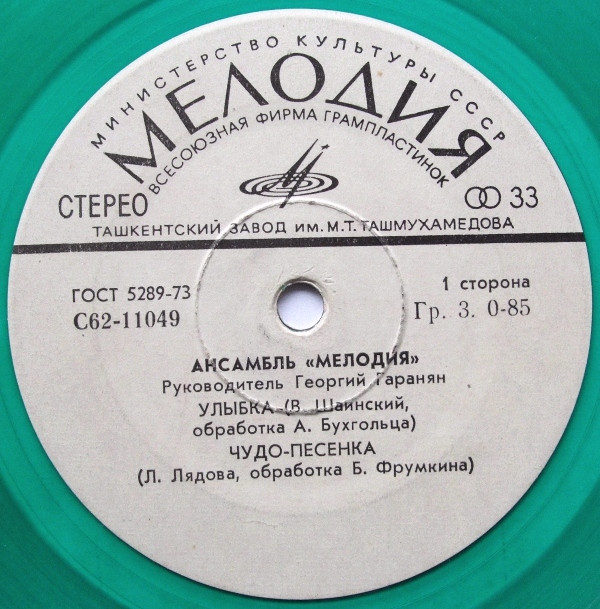 МИНИСТЕРСТВО КУЛЬТУРЫ СССР
МЕЛОДИЯ
ВСЕСОЮЗНАЯ ФИРМА ГРАМПЛАСТИНОК
СТЕРЕО
33
ТАШКЕНТСКИЙ ЗАВОД ИМ. М.Т. ТАШМУХАМЕДОВА
ГОСТ 5289-73
1 сторона
С62-11049
Гр. 3. 0-85
АНСАМБЛЬ «МЕЛОДИЯ»
Руководитель Георгий Гаранян
УЛЫБКА-(В. Шаинский,
обработка А. Бухгольца)
ЧУДО-ПЕСЕНКА
(Л. Лядова, обработка Б. Фрумкина)